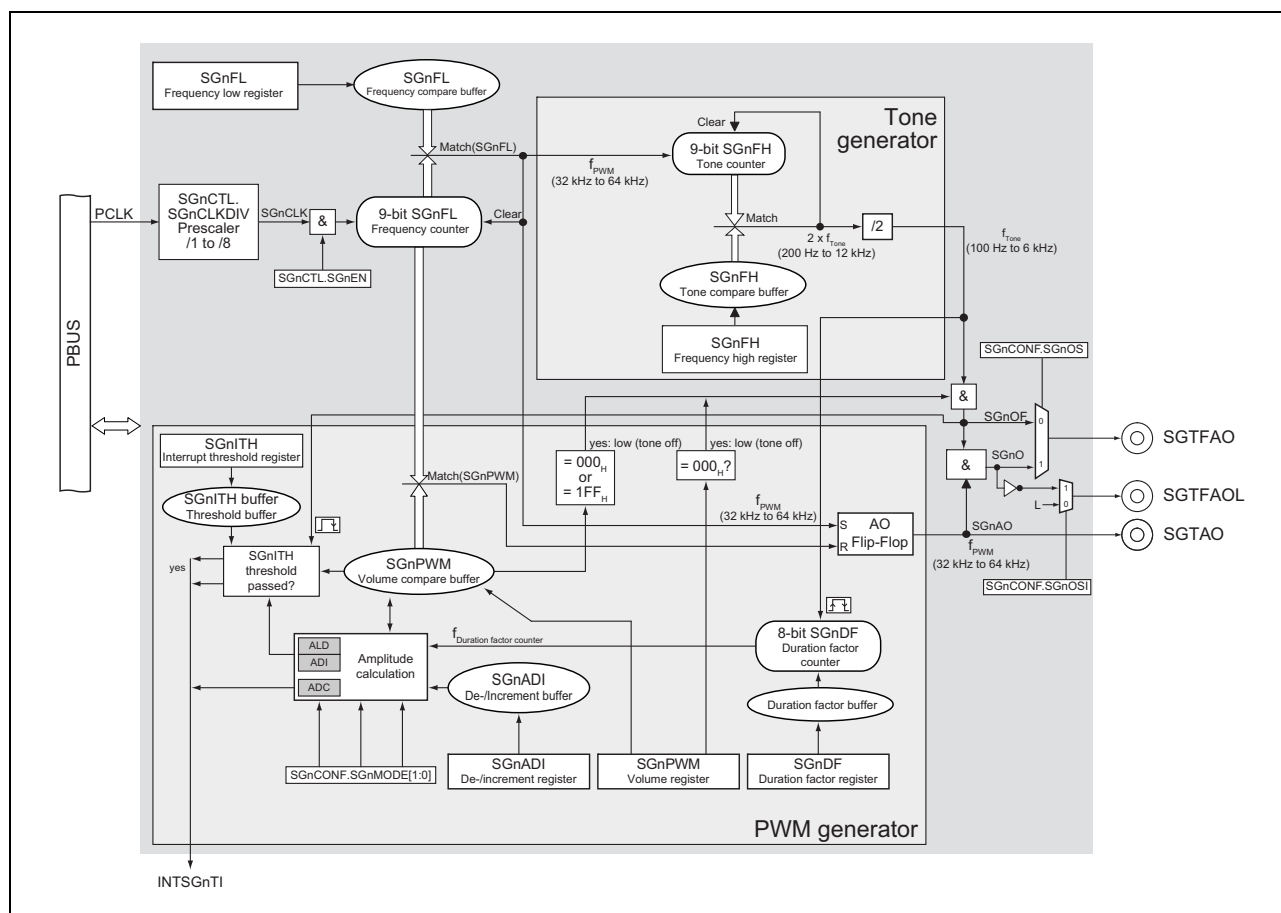 SGnFL
Frequency low register
SGnFL
Frequency compare buffer
Tone
generator
Clear
9-bit SGnFH
Tone counter
Match(SGnFL)
fPWM
(32 kHz to 64 kHz)
PBUS
PCLK
SGnCTL.
SGnCLKDIV
Prescaler
/1 to /8
SGnCLK
&
SGnCTL.SGnEN
9-bit SGnFL
Frequency counter
Clear
Match
2 x fTone
(200 Hz to 12 kHz)
/2
fTone
(100 Hz to 6 kHz)
SGnFH
Tone compare buffer
SGnFH
Frequency high register
SGnCONF.SGnOS
&
SGnOF
0
1
SGTFAO
&
SGnO
1
0
L
SGTFAOL
SGnITH
Interrupt threshold register
SGnITH buffer
Threshold buffer
SGnITH
threshold
passed?
yes
Match(SGnPWM)
yes: low (tone off)
= 000H
or
= 1FFH
yes: low (tone off)
= 000H?
fPWM
(32 kHz to 64 kHz)
S
R
AO
Flip-Flop
SGnAO
fPWM
(32 kHz to 64 kHz)
SGTAO
SGnCONF.SGnOSI
SGnPWM
Volume compare buffer
ALD
ADI
ADC
Amplitude
calculation
fDuration factor counter
8-bit SGnDF
Duration factor
counter
SGnADI
De-/Increment buffer
Duration factor buffer
SGnCONF.SGnMODE[1:0]
SGnADI
De-/increment register
SGnPWM
Volume register
SGnDF
Duration factor register
PWM generator
INTSGnTI